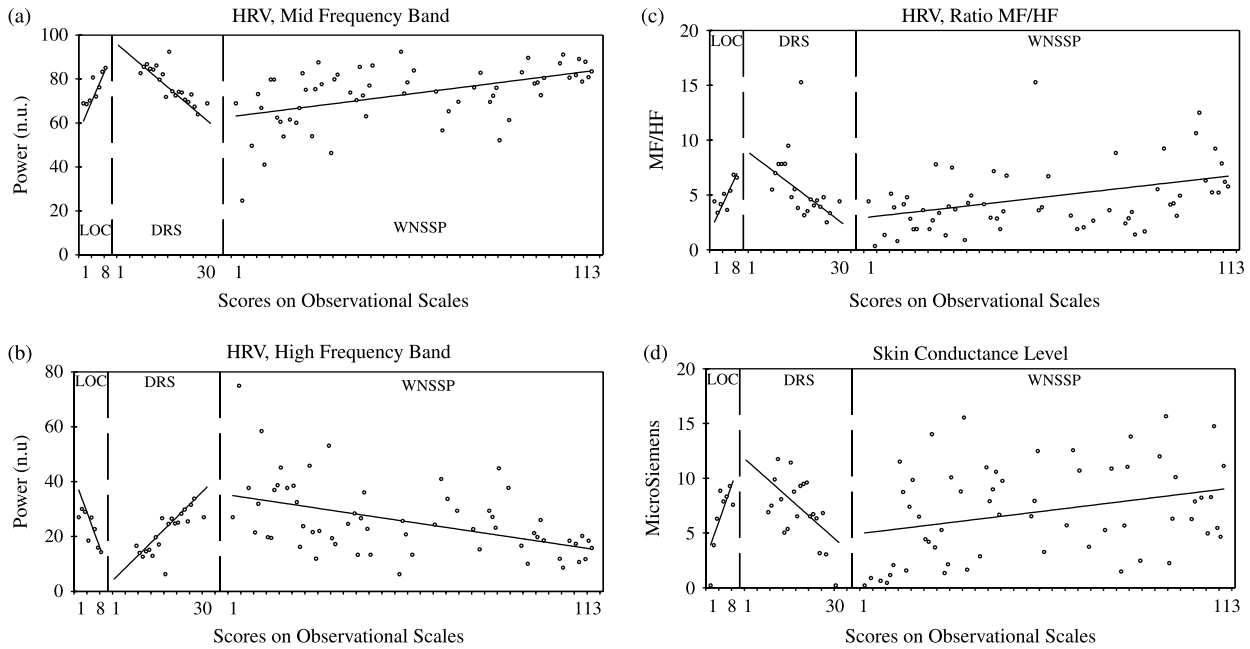 (a)
HRV, Mid Frequency Band
100
80
60
40
20
0
Power (n.u.)
LOC
DRS
WNSSP
1 8 1 30 1 113
Scores on Observational Scales
(c)
HRV, Ratio MF/HF
20
15
10
5
0
MF/HF
LOC
DRS
WNSSP
1 8 1 30 1 113
Scores on Observational Scales
(b)
HRV, High Frequency Band
80
60
40
20
0
Power (n.u)
LOC
DRS
WNSSP
1 8 1 30 1 113
Scores on Observational Scales
(d)
Skin Conductance Level
20
15
10
5
0
MicroSiemens
LOC
DRS
WNSSP
1 8 1 30 1 113
Scores on Observational Scales